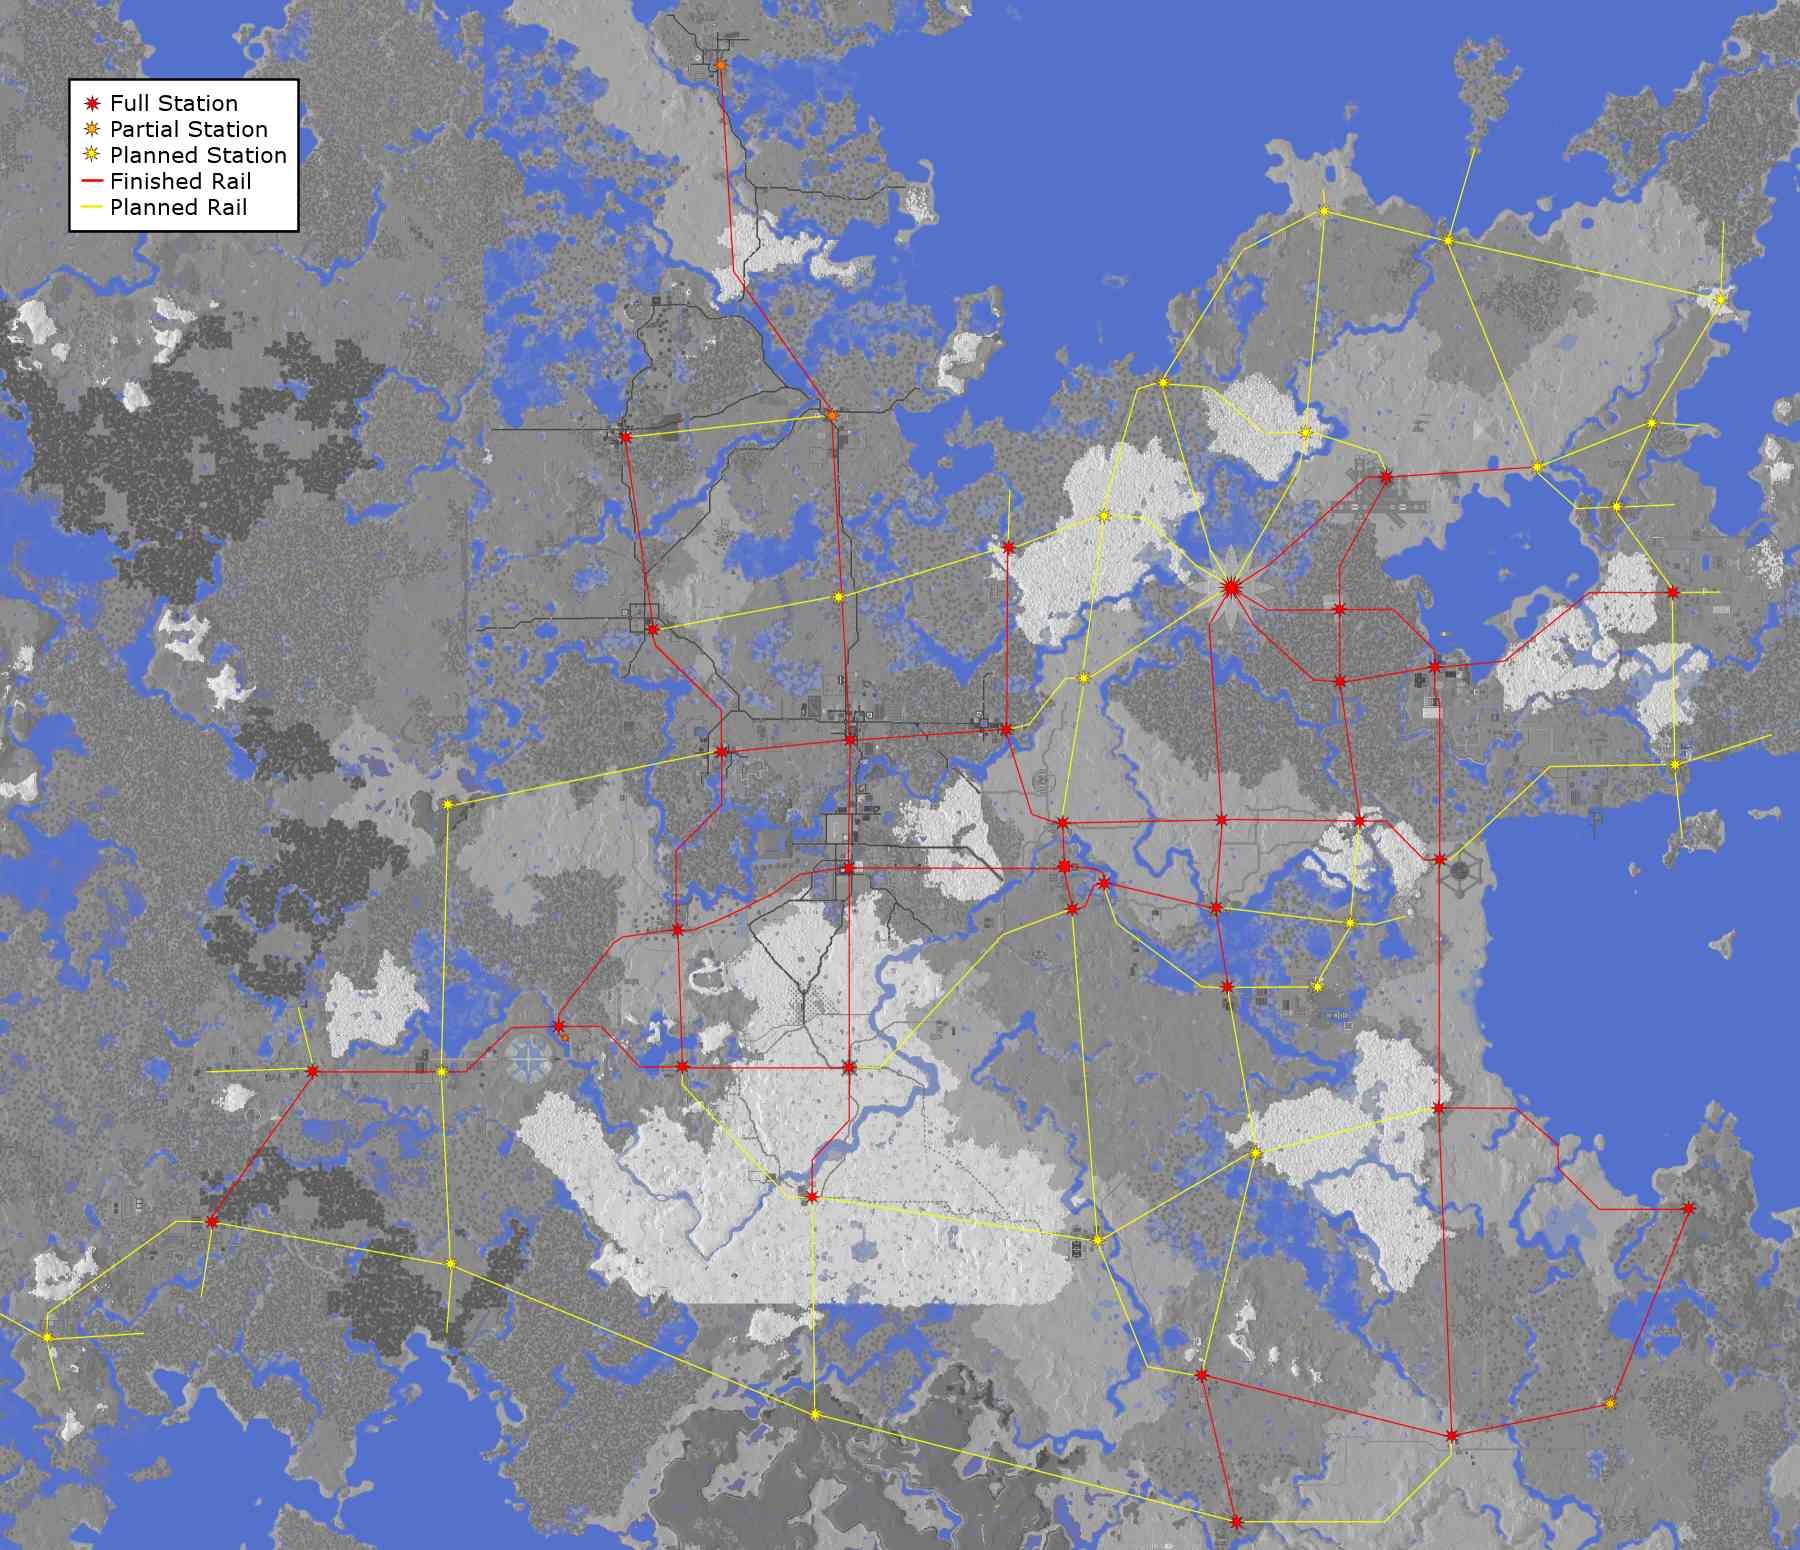 Full Station
Partial Station
Planned Station
Finished Rail
Planned Rail